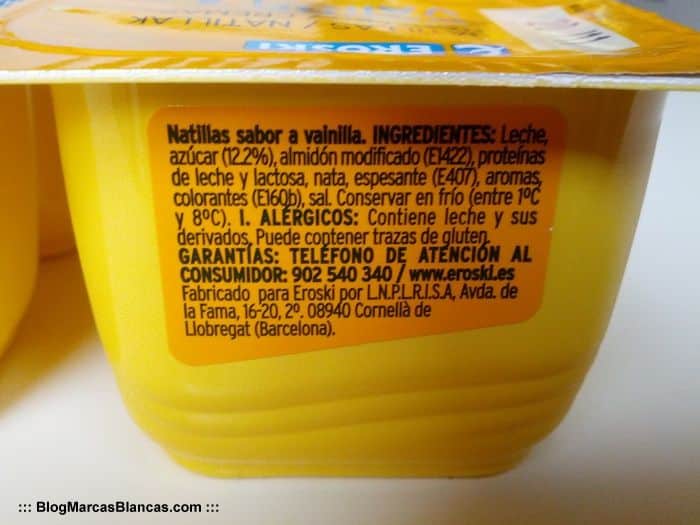 NATILLAS / NATILLAK
EROSKI
Natillas sabor a vainilla. INGREDIENTES: Leche,
azúcar (12.2%), almidón modificado (E1422), proteínas
de leche y lactosa, nata, espesante (E407), aromas,
colorantes (E160b), sal. Conservar en frío (entre 1ºC
y 8ºC). I. ALÉRGICOS: Contiene leche y sus
derivados. Puede contener trazas de gluten.
GARANTÍAS: TELÉFONO DE ATENCIÓN AL
CONSUMIDOR: 902 540 340 / www.eroski.es
Fabricado para Eroski por L.N.P.L.R.I.S.A, Avda. de
la Fama, 16-20, 2º. 08940 Cornellà de
Llobregat (Barcelona).
::: BlogMarcasBlancas.com :::